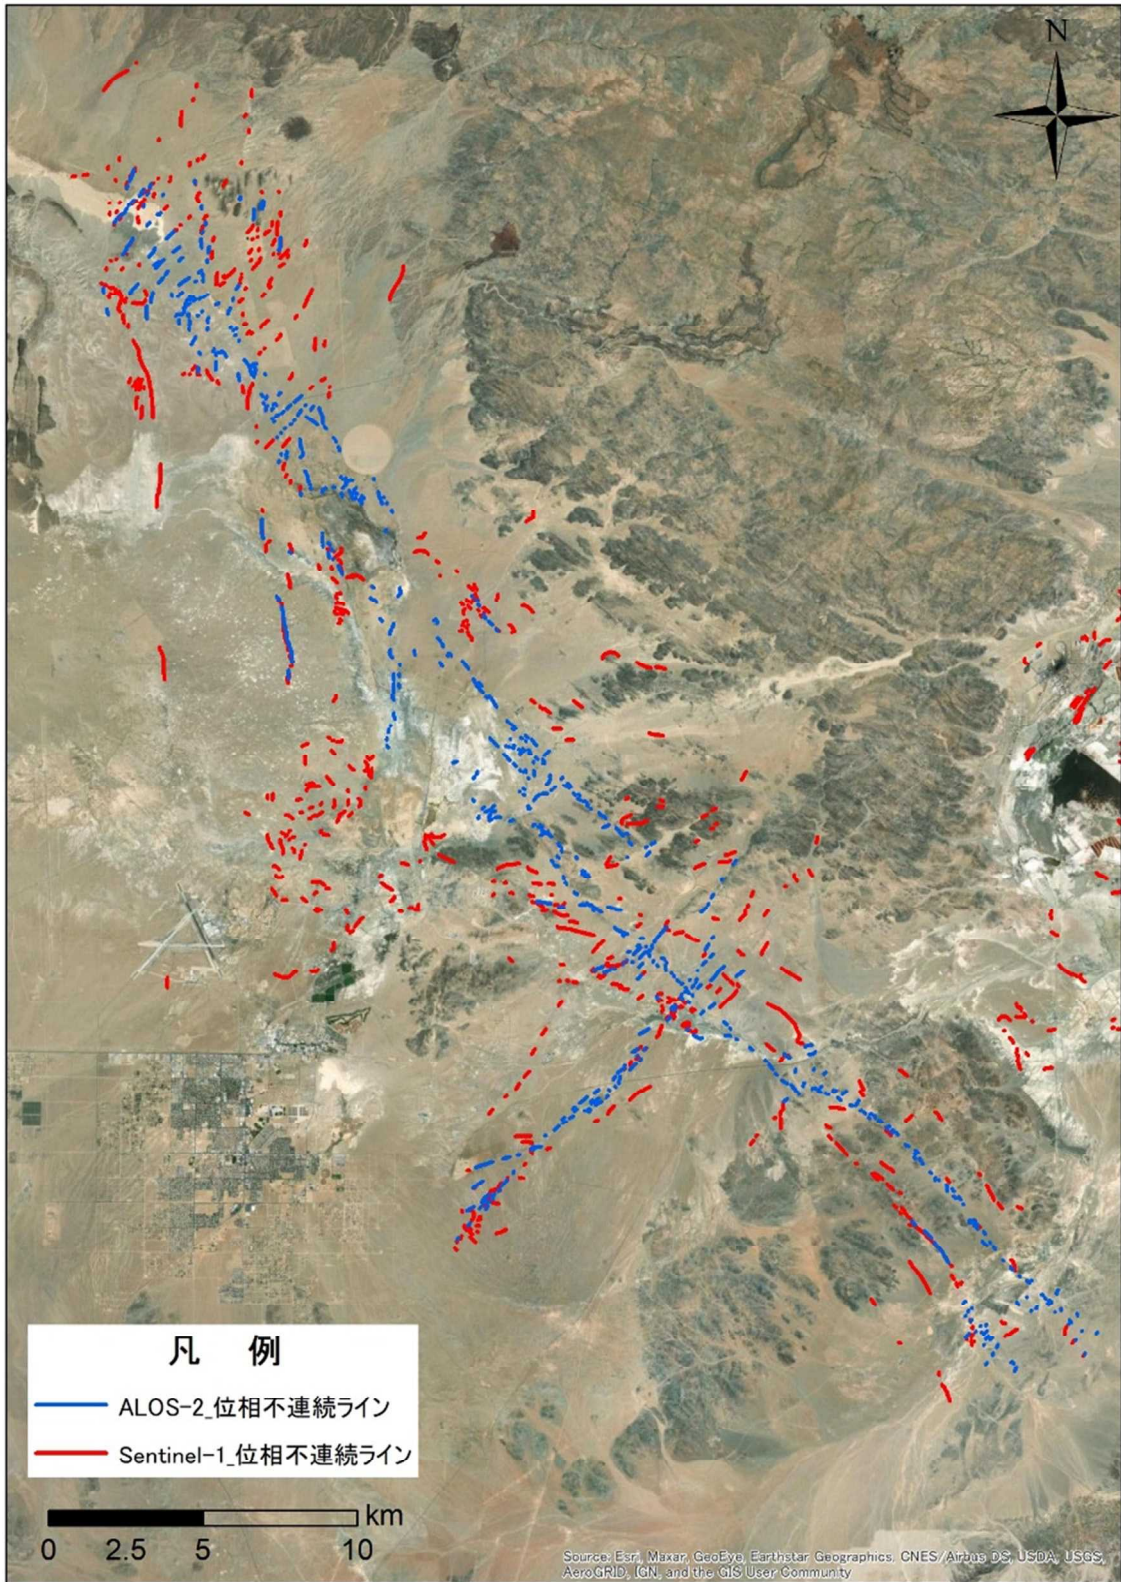 N
凡 例
ALOS-2_位相不連続ライン
Sentinel-1_位相不連続ライン
km
0 2.5 5 10
Source: Esri, Maxar, GeoEye, Earthstar Geographics, CNES/Airbus DS, USDA, USGS,
AeroGRID, IGN, and the GIS User Community